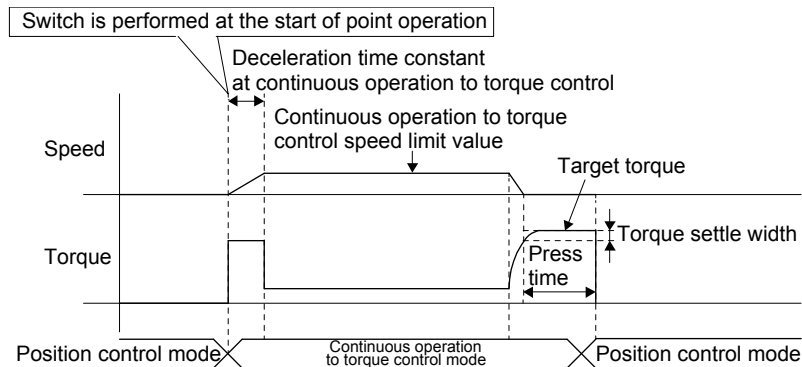 Switch is performed at the start of point operation
Deceleration time constant
at continuous operation to torque control
Continuous operation to torque
control speed limit value
Speed
Target torque
Torque settle width
Torque
Press
time
Position control mode
Continuous operation
to torque control mode
Position control mode